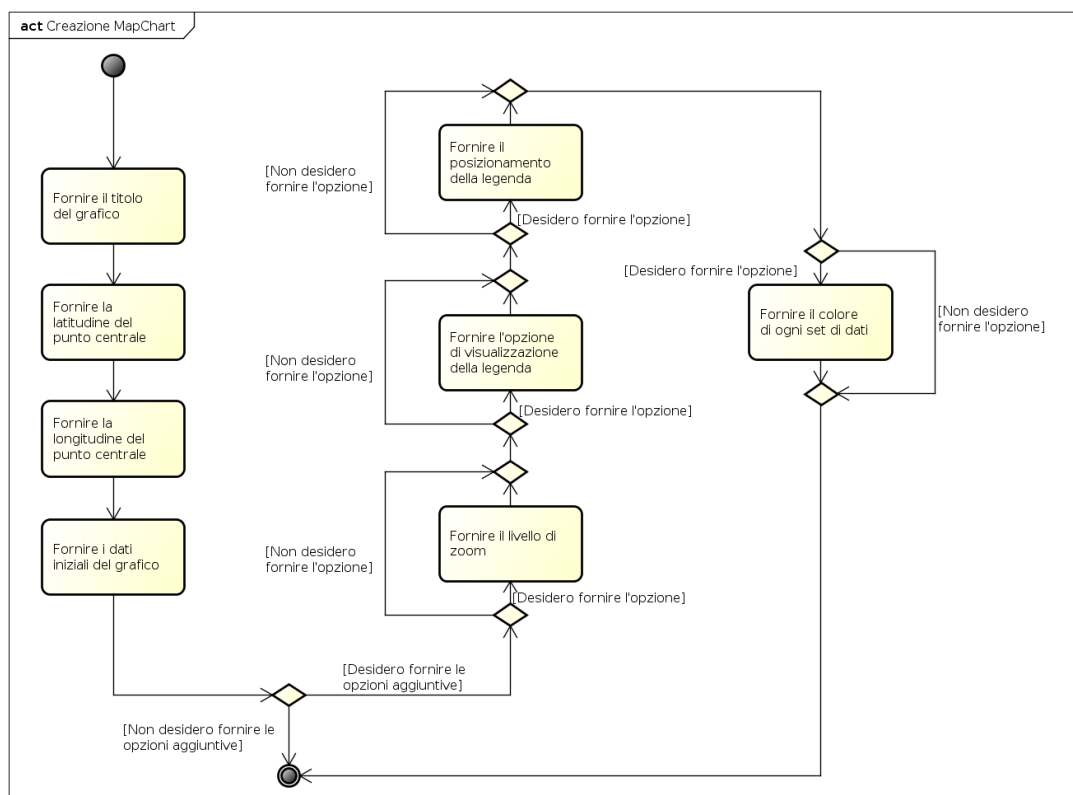 act Creazione MapChart
Fornire il titolo
del grafico
Fornire la
latitudine del
punto centrale
Fornire la
longitudine del
punto centrale
Fornire i dati
iniziali del grafico
[Non desidero fornire le
opzioni aggiuntive]
[Desidero fornire le
opzioni aggiuntive]
[Desidero fornire l'opzione]
Fornire il livello di
zoom
[Non desidero
fornire l'opzione]
[Desidero fornire l'opzione]
Fornire l'opzione
di visualizzazione
della legenda
[Non desidero
fornire l'opzione]
[Desidero fornire l'opzione]
Fornire il
posizionamento
della legenda
[Non desidero
fornire l'opzione]
[Desidero fornire l'opzione]
Fornire il colore
di ogni set di dati
[Non desidero
fornire l'opzione]